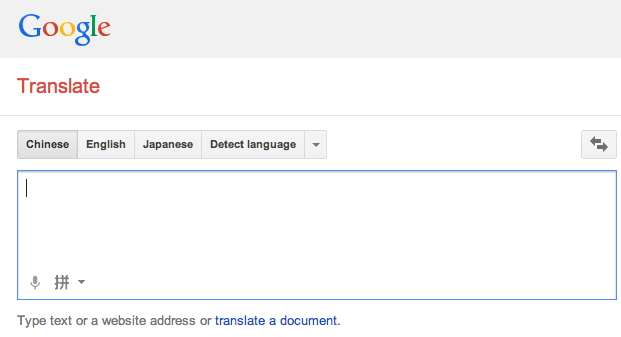 Google
Translate
Chinese English Japanese Detect language
拼
Type text or a website address or translate a document.